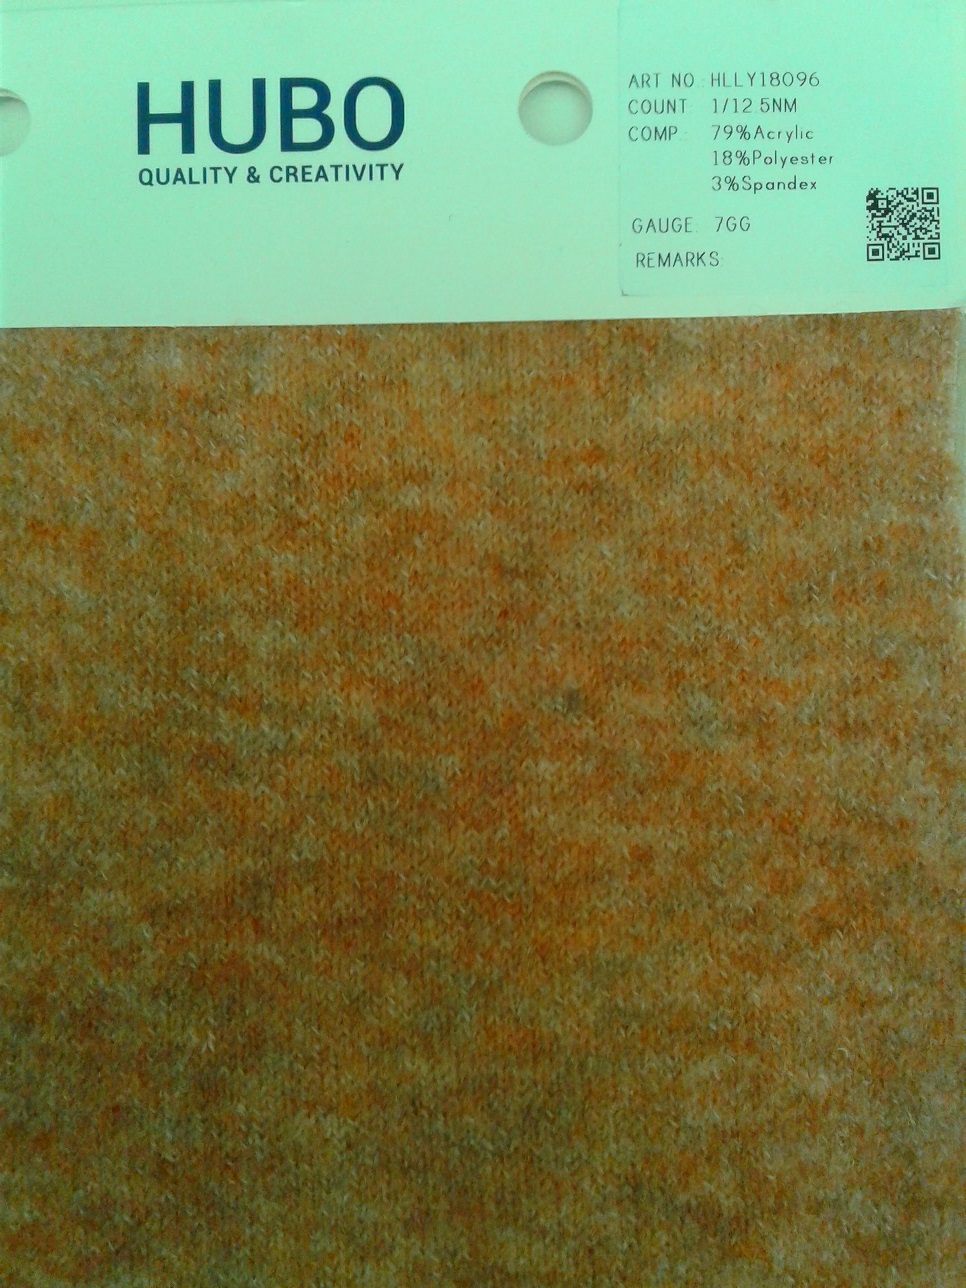 HUBO
QUALITY & CREATIVITY
ART NO.: HLLY18096
COUNT: 1/12.5NM
COMP.: 79%Acrylic
18%Polyester
3%Spandex
GAUGE: 7GG
REMARKS: